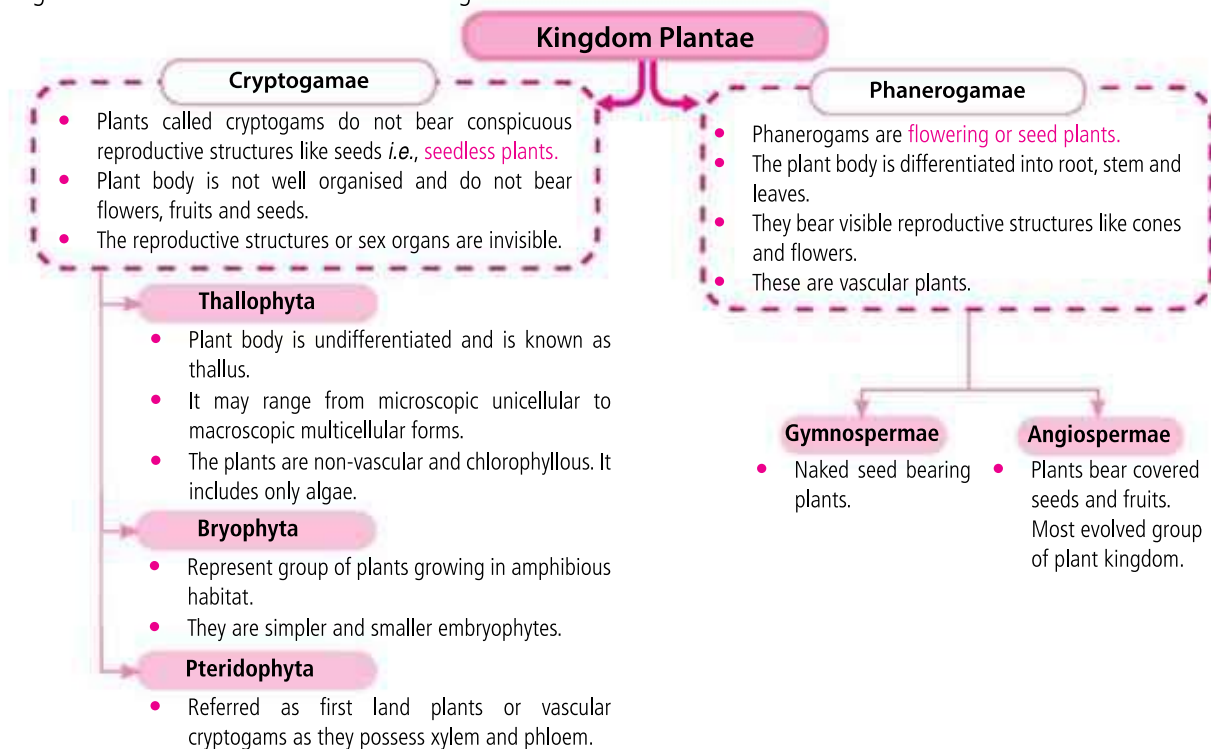 Kingdom Plantae
Cryptogamae
• Plants called cryptogams do not bear conspicuous
reproductive structures like seeds i.e., seedless plants.
• Plant body is not well organised and do not bear
flowers, fruits and seeds.
• The reproductive structures or sex organs are invisible.
Thallophyta
• Plant body is undifferentiated and is known as
thallus.
• It may range from microscopic unicellular to
macroscopic multicellular forms.
• The plants are non-vascular and chlorophyllous. It
includes only algae.
Bryophyta
• Represent group of plants growing in amphibious
habitat.
• They are simpler and smaller embryophytes.
Pteridophyta
• Referred as first land plants or vascular
cryptogams as they possess xylem and phloem.
Phanerogamae
• Phanerogams are flowering or seed plants.
• The plant body is differentiated into root, stem and
leaves.
• They bear visible reproductive structures like cones
and flowers.
• These are vascular plants.
Gymnospermae
• Naked seed bearing
plants.
Angiospermae
• Plants bear covered
seeds and fruits.
Most evolved group
of plant kingdom.